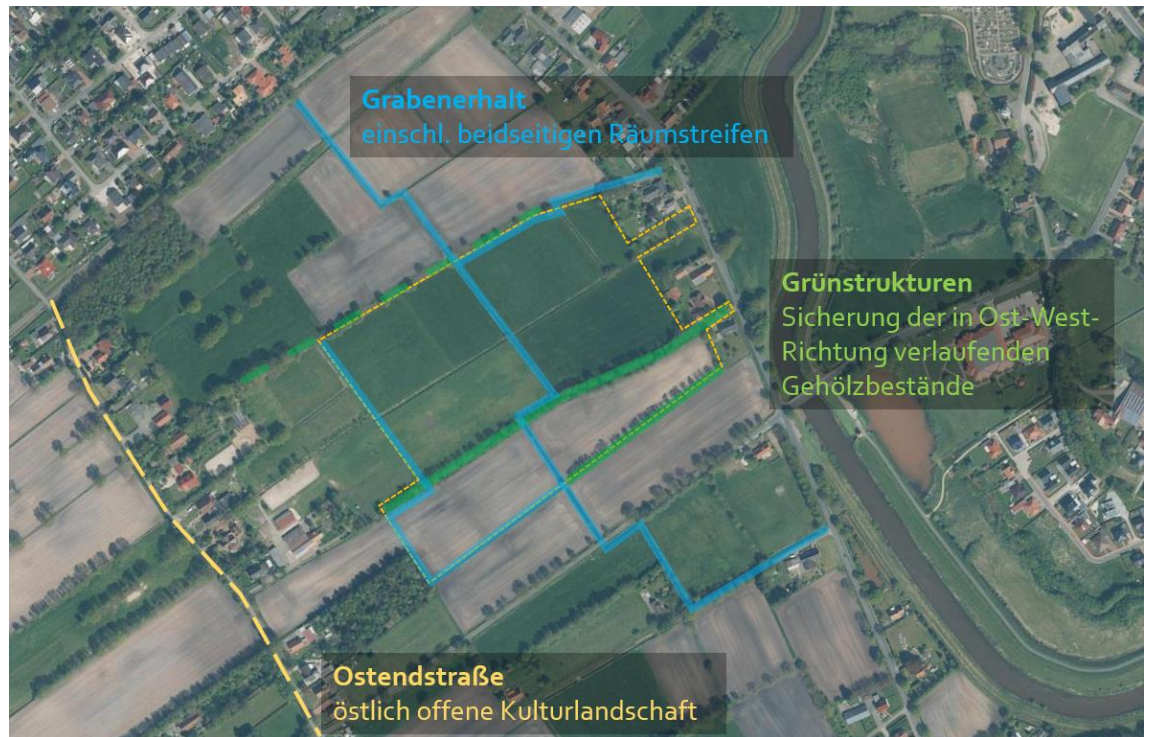 Grabenerhalt
einschl. beidseitigen Räumstreifen
Grünstrukturen
Sicherung der in Ost-West-
Richtung verlaufenden
Gehölzbestände
Ostendstraße
östlich offene Kulturlandschaft